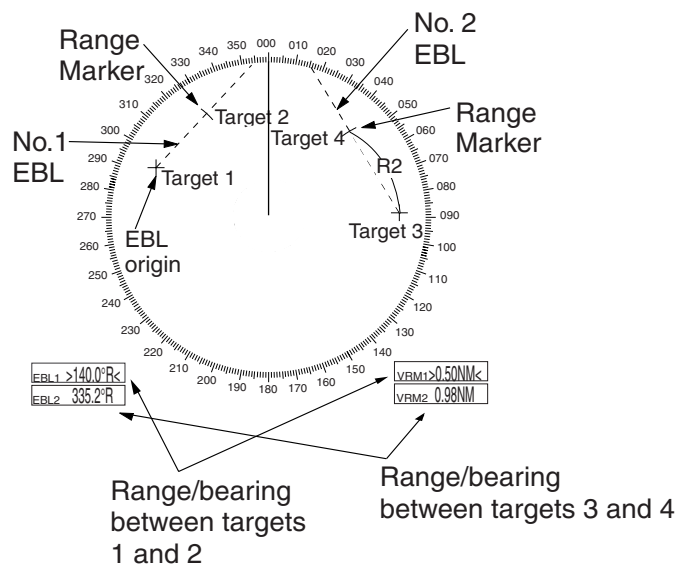 Range
Marker
No. 2
EBL
350
000
010
340
020
330
030
320
040
310
050
300
060
290
070
280
080
270
090
260
100
250
110
240
120
230
130
220
140
210
150
200
160
190
180
170
Target 2
Target 4
Range
Marker
No.1
EBL
R2
Target 1
Target 3
EBL
origin
EBL1 >140.0°R<
EBL2 335.2°R
VRM1>0.50NM<
VRM2 0.98NM
Range/bearing
between targets
1 and 2
Range/bearing
between targets 3 and 4